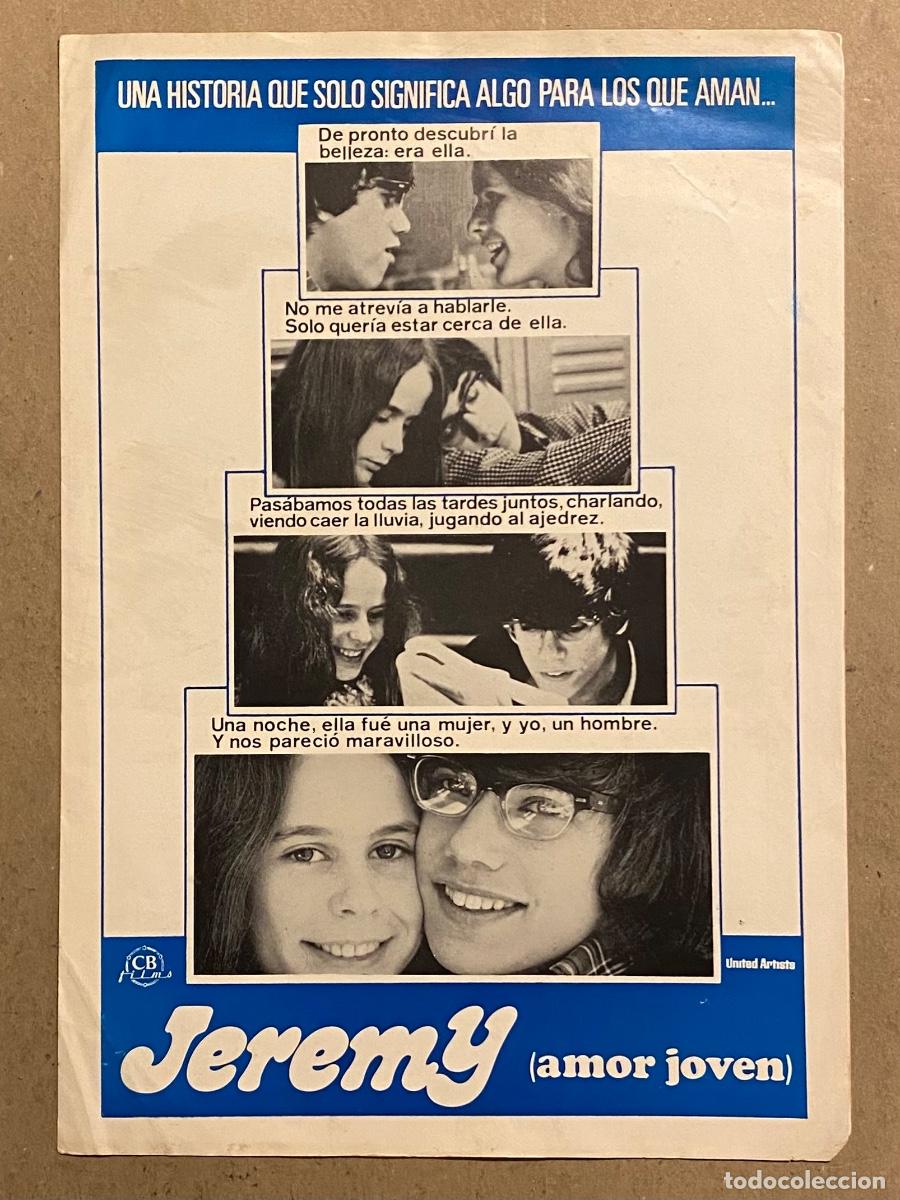 UNA HISTORIA QUE SOLO SIGNIFICA ALGO PARA LOS QUE AMAN...
De pronto descubrí la
belleza: era ella.
No me atrevía a hablarle.
Solo quería estar cerca de ella.
Pasábamos todas las tardes juntos, charlando,
viendo caer la lluvia, jugando al ajedrez.
Una noche, ella fué una mujer, y yo, un hombre.
Y nos pareció maravilloso.
CB
films
United Artists
Jeremy (amor joven)
todocoleccion